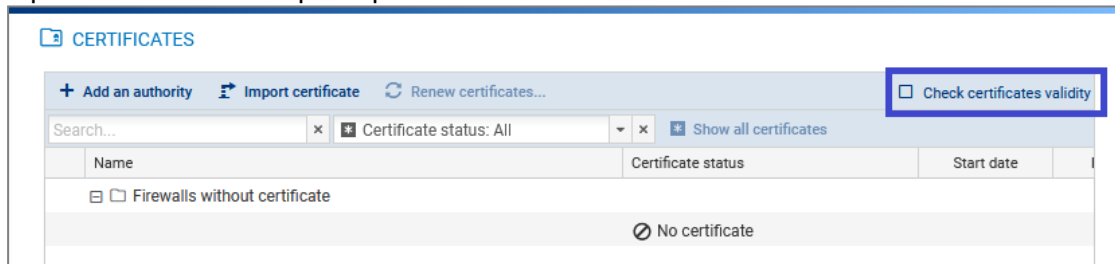 CERTIFICATES
Add an authority Import certificate Renew certificates... Check certificates validity
Search... Certificate status: All Show all certificates
Name Certificate status Start date
Firewalls without certificate
No certificate